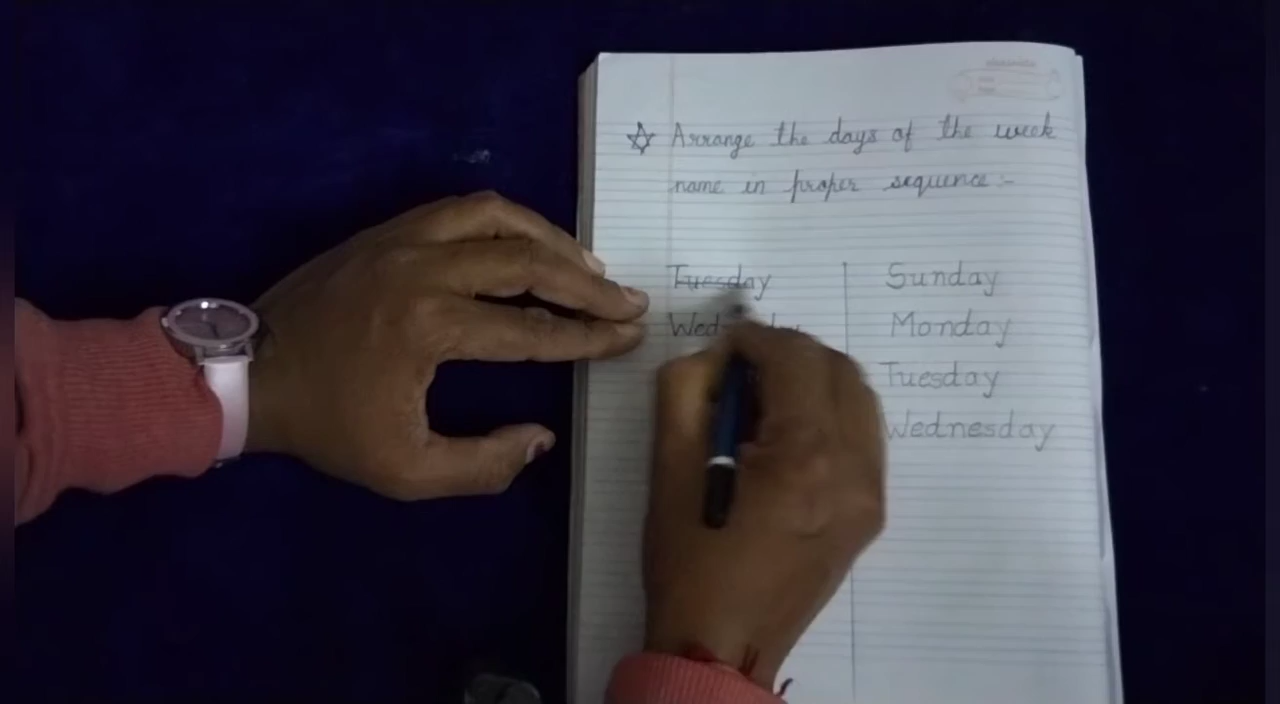 ☆ Arrange the days of the week
name in proper sequence:-
Tuesday
Sunday
Monday
Tuesday
Wednesday